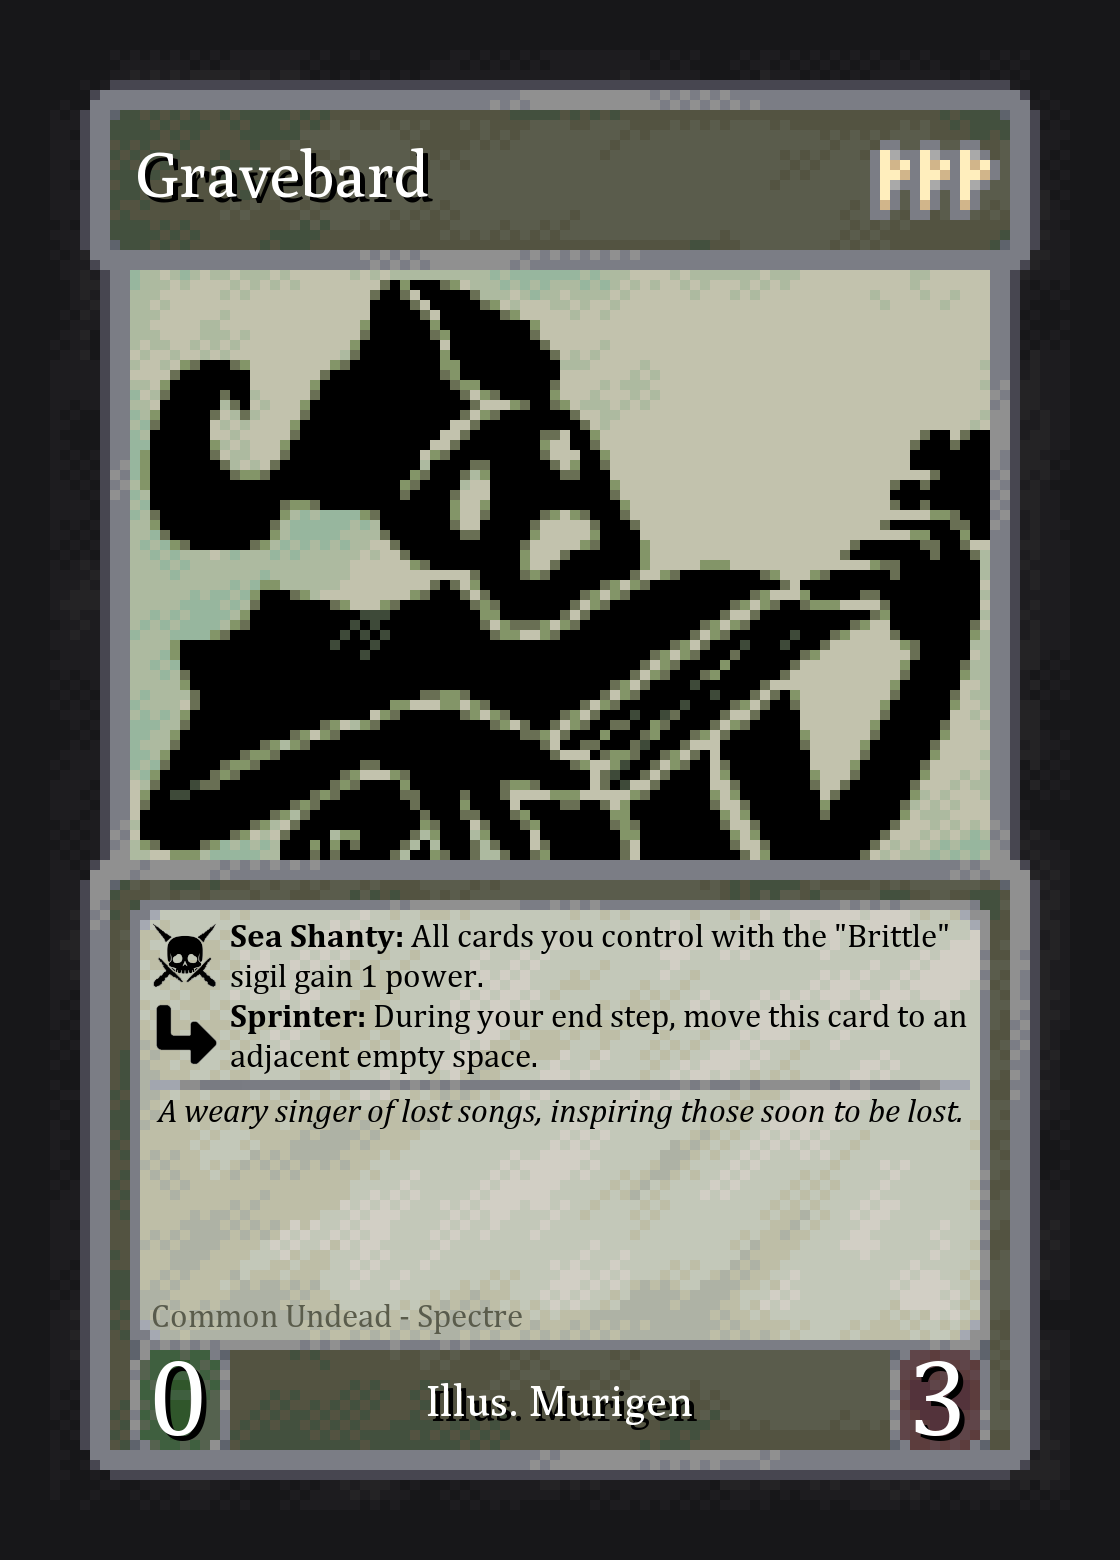 Gravebard
Sea Shanty: All cards you control with the "Brittle"
sigil gain 1 power.
Sprinter: During your end step, move this card to an
adjacent empty space.
A weary singer of lost songs, inspiring those soon to be lost.
Common Undead - Spectre
0
Illus. Murigen
3